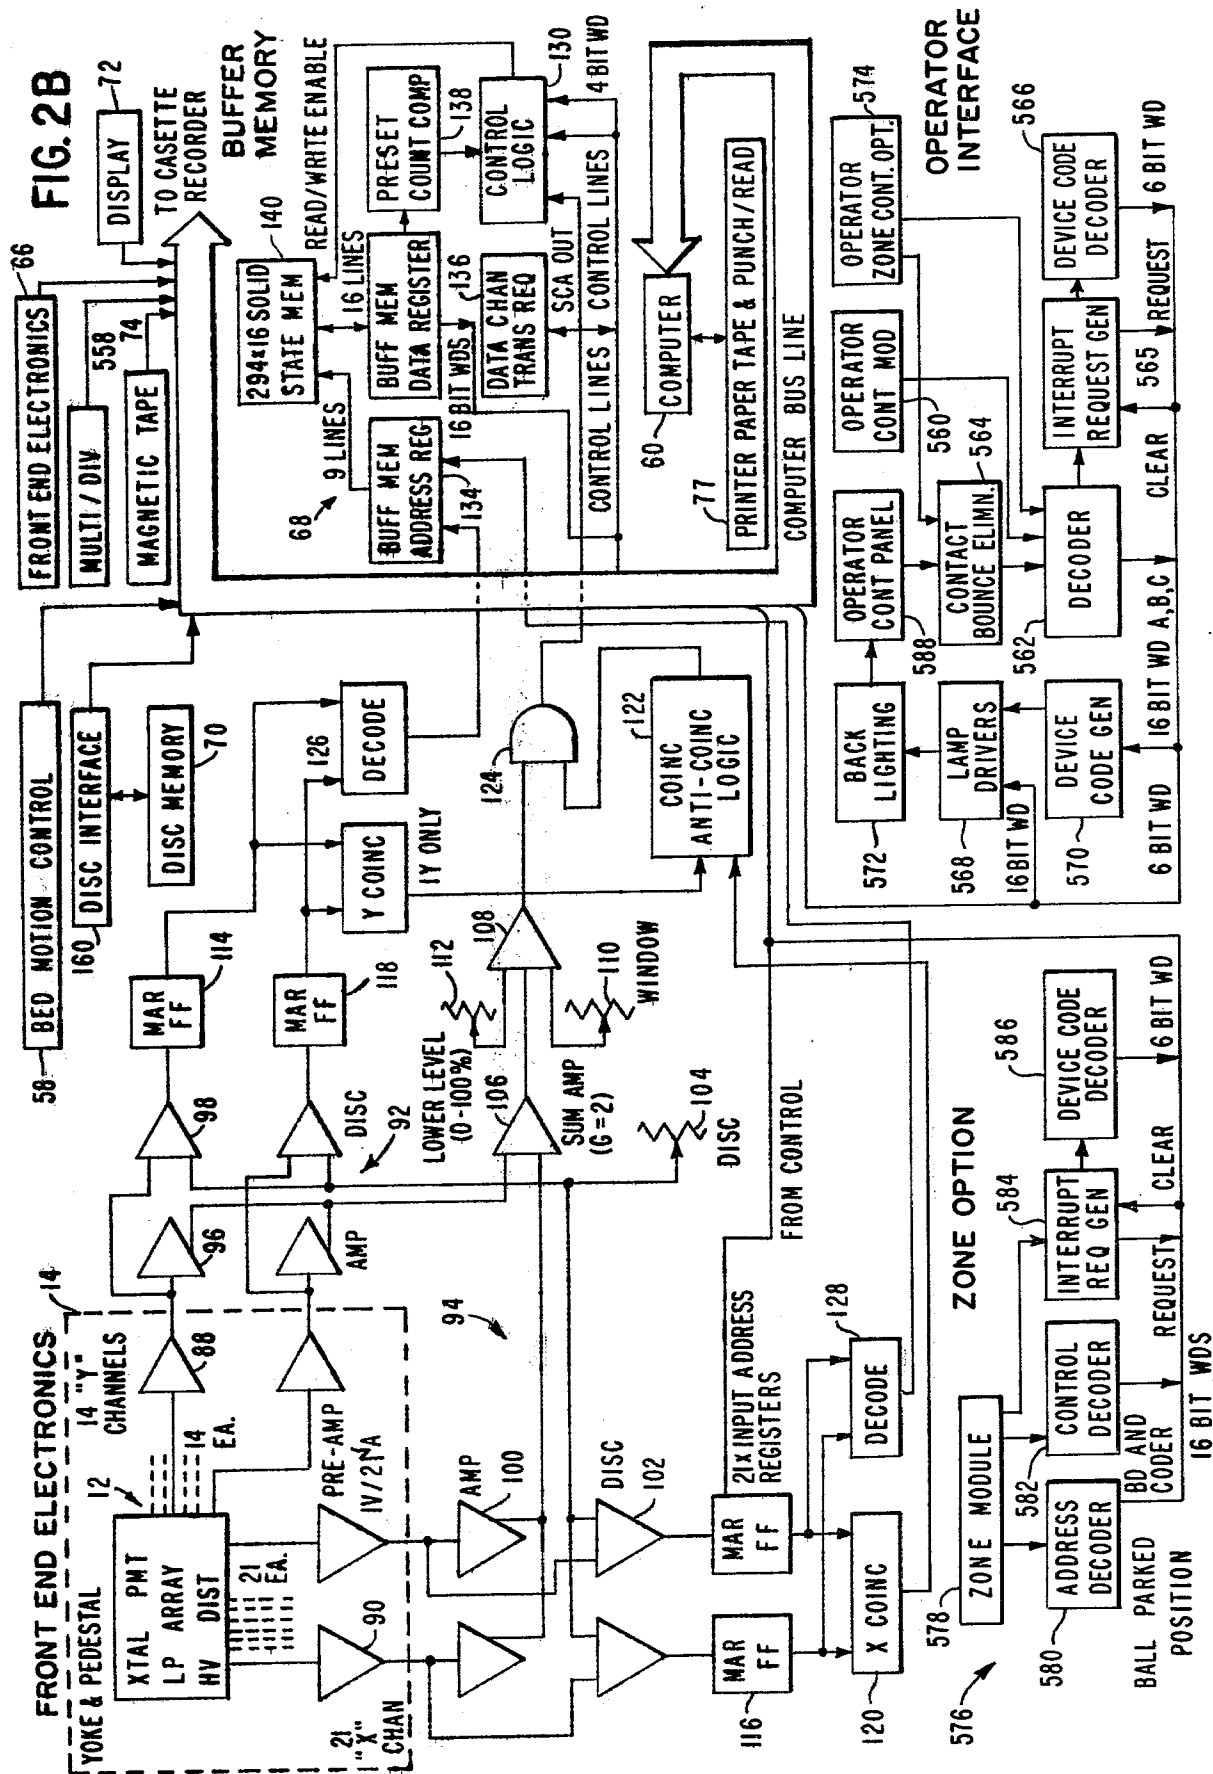 FIG. 2B
FRONT END ELECTRONICS
YOKE & PEDESTAL
14
12
XTAL PMT
LP ARRAY
HV DIST
14 "Y"
CHANNELS
14
EA.
21
EA.
88
90
PRE-AMP
1V/21^A
21
"X"
CHAN
96
AMP
98
DISC
92
94
AMP
100
DISC
102
104
DISC
106
SUM AMP
(G=2)
LOWER LEVEL
(0-100%)
112
108
110
WINDOW
MAR
FF
114
MAR
FF
118
MAR
FF
MAR
FF
116
21x INPUT ADDRESS
REGISTERS
FROM CONTROL
X COINC
120
DECODE
128
Y COINC
1Y ONLY
DECODE
126
124
COINC
ANTI-COINC
LOGIC
122
58
BED MOTION CONTROL
160
DISC INTERFACE
DISC MEMORY
70
FRONT END ELECTRONICS
66
MULTI/DIV
558
MAGNETIC TAPE
74
DISPLAY
72
TO CASETTE
RECORDER
BUFFER
MEMORY
68
294x16 SOLID
STATE MEM
140
READ/WRITE ENABLE
9 LINES
16 LINES
BUFF MEM
ADDRESS REG
134
BUFF MEM
DATA REGISTER
136
16 BIT WDS
PRESET
COUNT COMP
138
DATA CHAN
TRANS REQ
CONTROL
LOGIC
130
SCA OUT
4 BIT WD
CONTROL LINES
CONTROL LINES
COMPUTER
60
77
PRINTER PAPER TAPE & PUNCH/READ
COMPUTER BUS LINE
ZONE OPTION
576
578
ZONE MODULE
580
ADDRESS
DECODER
582
CONTROL
DECODER
584
INTERRUPT
REQ GEN
586
DEVICE CODE
DECODER
BALL PARKED
POSITION
BD AND
CODER
REQUEST
CLEAR
6 BIT WD
16 BIT WDS
OPERATOR
INTERFACE
572
BACK
LIGHTING
568
LAMP
DRIVERS
16 BIT WD
570
DEVICE
CODE GEN
6 BIT WD
OPERATOR
CONT PANEL
588
CONTACT
BOUNCE ELIMN.
564
562
DECODER
16 BIT WD A,B,C
OPERATOR
CONT MOD
560
OPERATOR
ZONE CONT. OPT.
574
INTERRUPT
REQUEST GEN
565
CLEAR
REQUEST
DEVICE CODE
DECODER
566
6 BIT WD